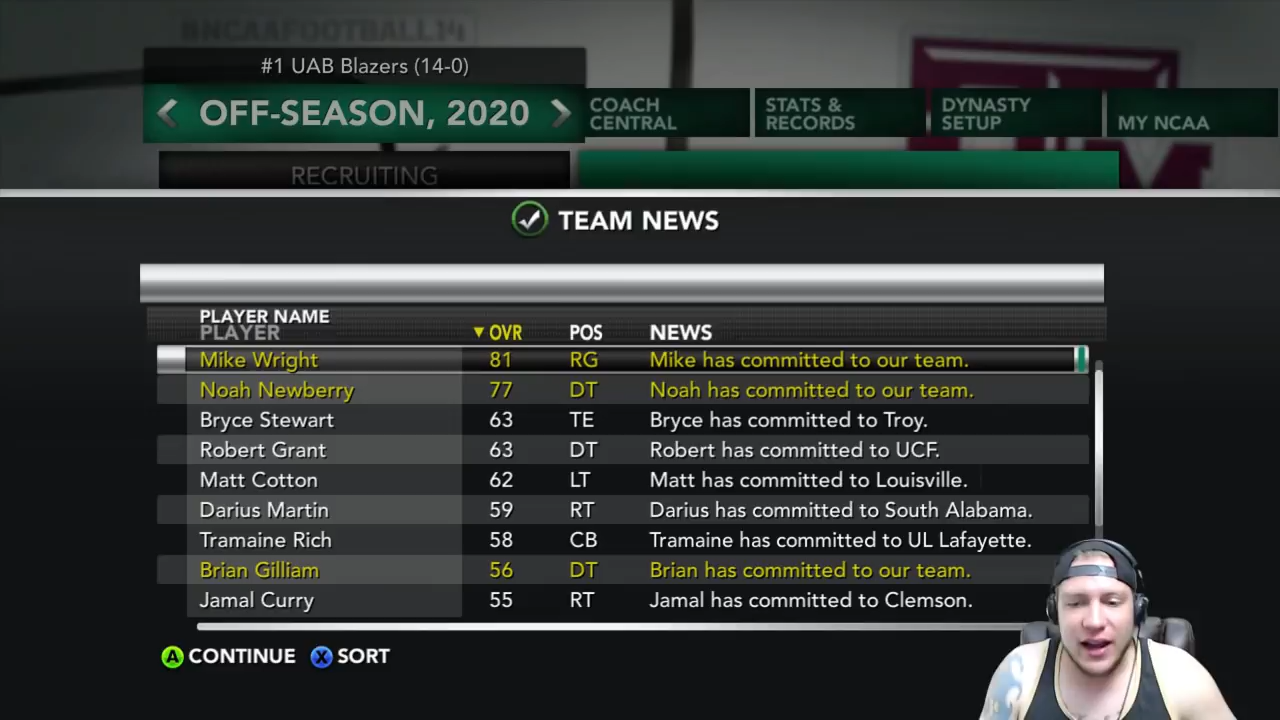 #NCAAFOOTBALL14
#1 UAB Blazers (14-0)
OFF-SEASON, 2020
COACH CENTRAL
STATS & RECORDS
DYNASTY SETUP
MY NCAA
RECRUITING
TEAM NEWS
PLAYER NAME
PLAYER ▼ OVR POS NEWS
Mike Wright 81 RG Mike has committed to our team.
Noah Newberry 77 DT Noah has committed to our team.
Bryce Stewart 63 TE Bryce has committed to Troy.
Robert Grant 63 DT Robert has committed to UCF.
Matt Cotton 62 LT Matt has committed to Louisville.
Darius Martin 59 RT Darius has committed to South Alabama.
Tramaine Rich 58 CB Tramaine has committed to UL Lafayette.
Brian Gilliam 56 DT Brian has committed to our team.
Jamal Curry 55 RT Jamal has committed to Clemson.
A CONTINUE X SORT